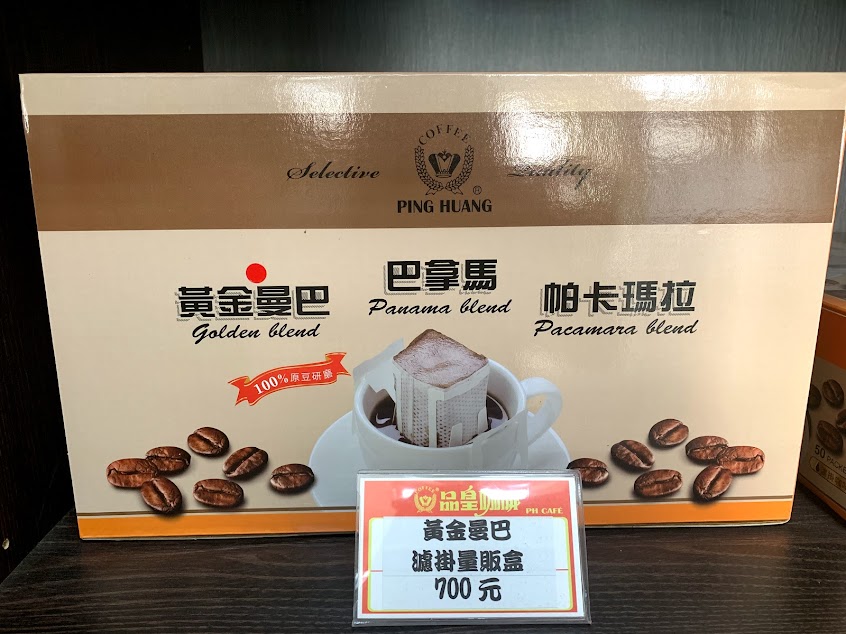 COFFEE
Selective
Quality
®
PING HUANG
黃金曼巴
Golden blend
巴拿馬
Panama blend
帕卡瑪拉
Pacamara blend
100%原豆研磨
品皇咖啡
PH CAFÉ
黃金曼巴
濾掛量販盒
700元